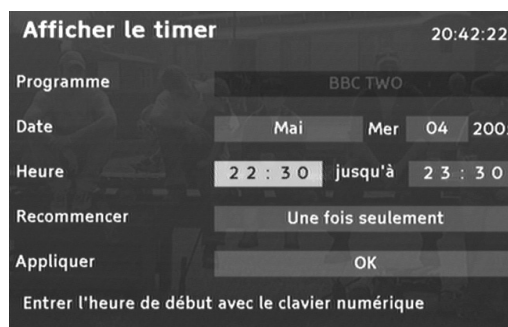 Afficher le timer 20:42:22
Programme BBC TWO
Date Mai Mer 04 200
Heure 22:30 jusqu'à 23:30
Recommencer Une fois seulement
Appliquer OK
Entrer l'heure de début avec le clavier numérique